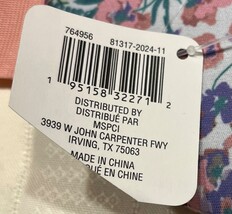 764956 81317-2024-11
1 95158 32271 2
DISTRIBUTED BY
DISTRIBUÉ PAR
MSPCI
3939 W JOHN CARPENTER FWY
IRVING, TX 75063
MADE IN CHINA
QUÉ EN CHINE